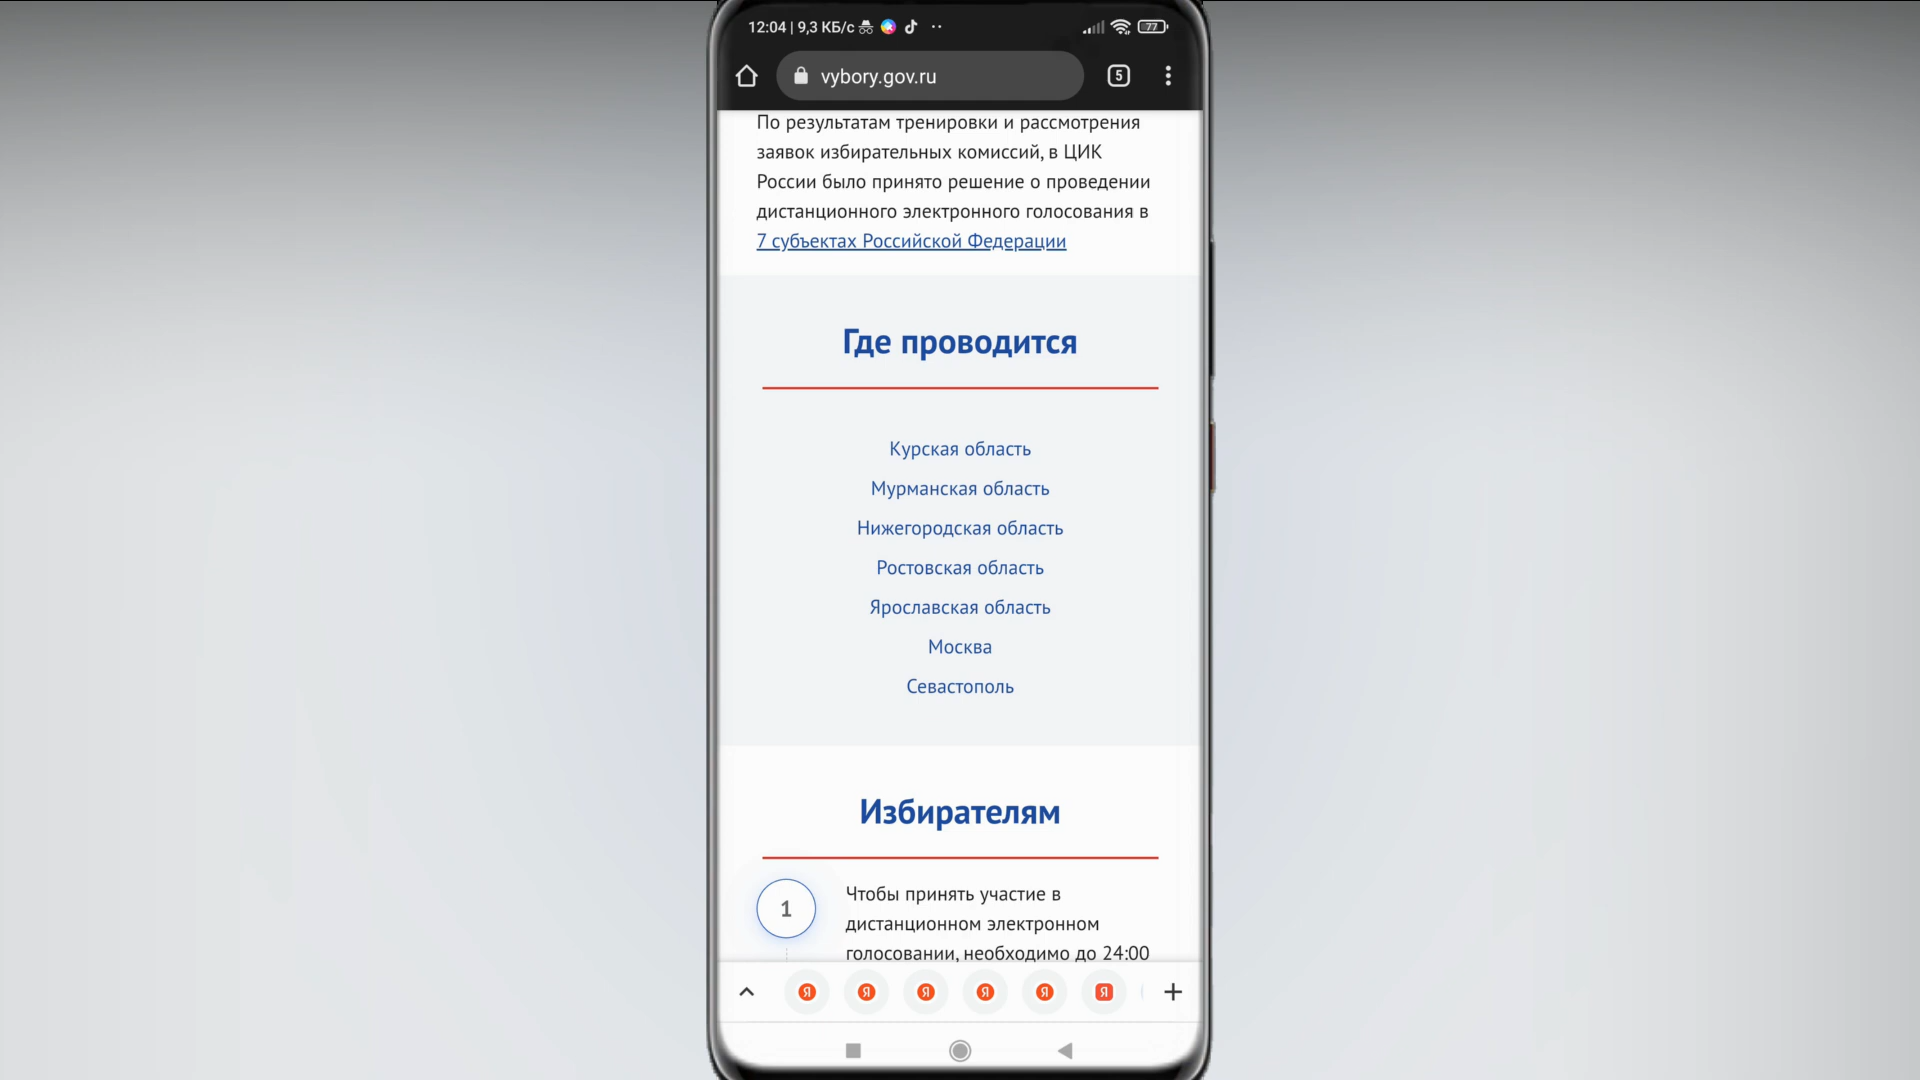 12:04 | 9,3 КБ/с 77
vybory.gov.ru 5
По результатам тренировки и рассмотрения
заявок избирательных комиссий, в ЦИК
России было принято решение о проведении
дистанционного электронного голосования в
7 субъектах Российской Федерации
Где проводится
Курская область
Мурманская область
Нижегородская область
Ростовская область
Ярославская область
Москва
Севастополь
Избирателям
1
Чтобы принять участие в
дистанционном электронном
голосовании, необходимо до 24:00
Я Я Я Я Я Я